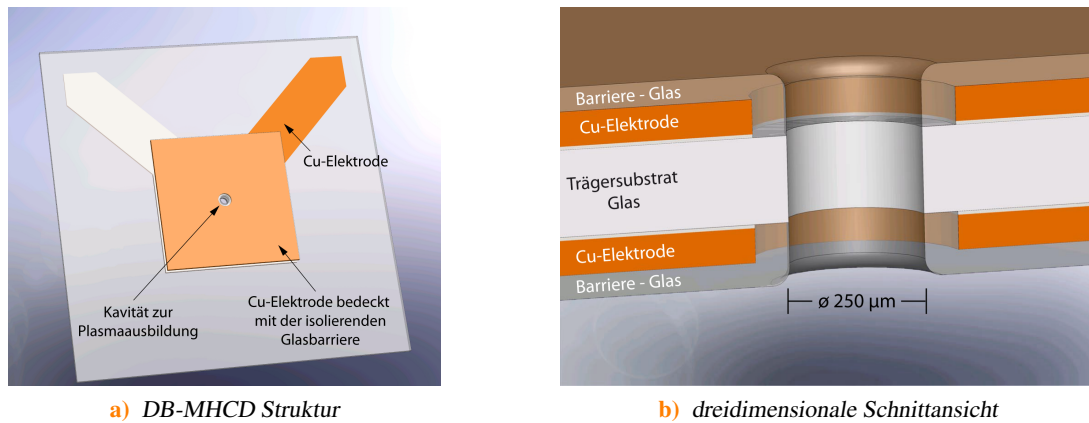 Cu-Elektrode
Kavität zur
Plasmaausbildung
Cu-Elektrode bedeckt
mit der isolierenden
Glasbarriere
a) DB-MHCD Struktur
Barriere - Glas
Cu-Elektrode
Trägersubstrat
Glas
Cu-Elektrode
Barriere - Glas
ø 250 µm
b) dreidimensionale Schnittansicht